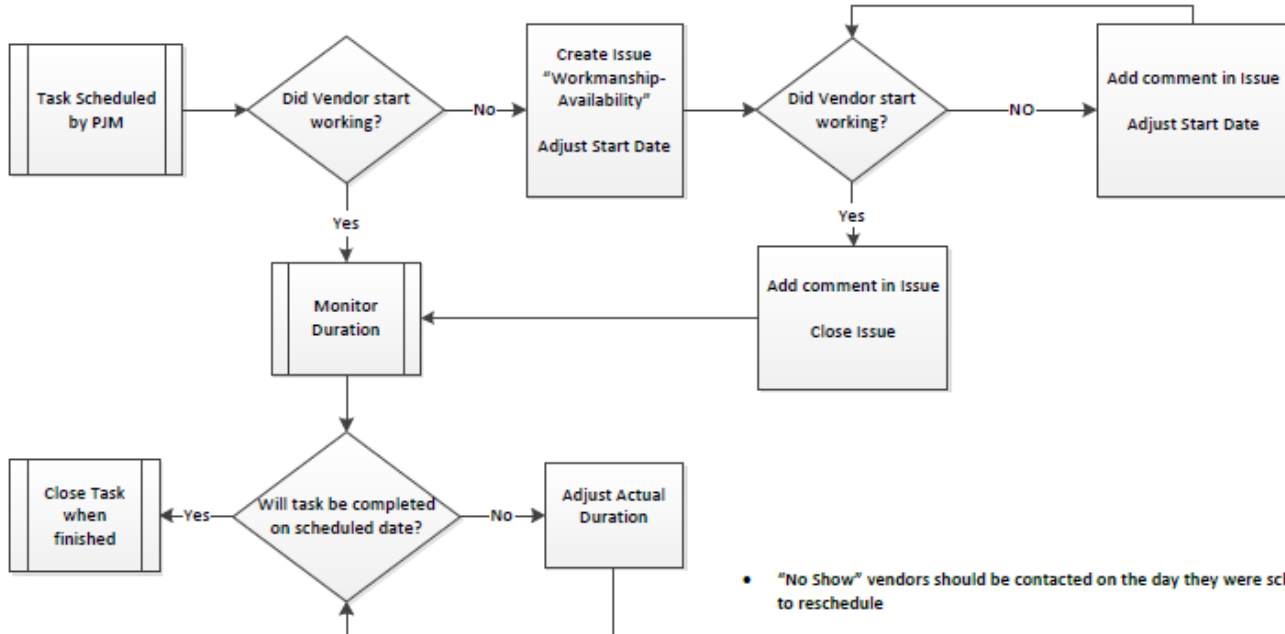 Task Scheduled
by PJM
Did Vendor start
working?
No
Create Issue
“Workmanship-
Availability”
Adjust Start Date
Did Vendor start
working?
NO
Add comment in Issue
Adjust Start Date
Yes
Yes
Monitor
Duration
Add comment in Issue
Close Issue
Close Task
when
finished
Yes
Will task be completed
on scheduled date?
No
Adjust Actual
Duration
• “No Show” vendors should be contacted on the day they were
to reschedule